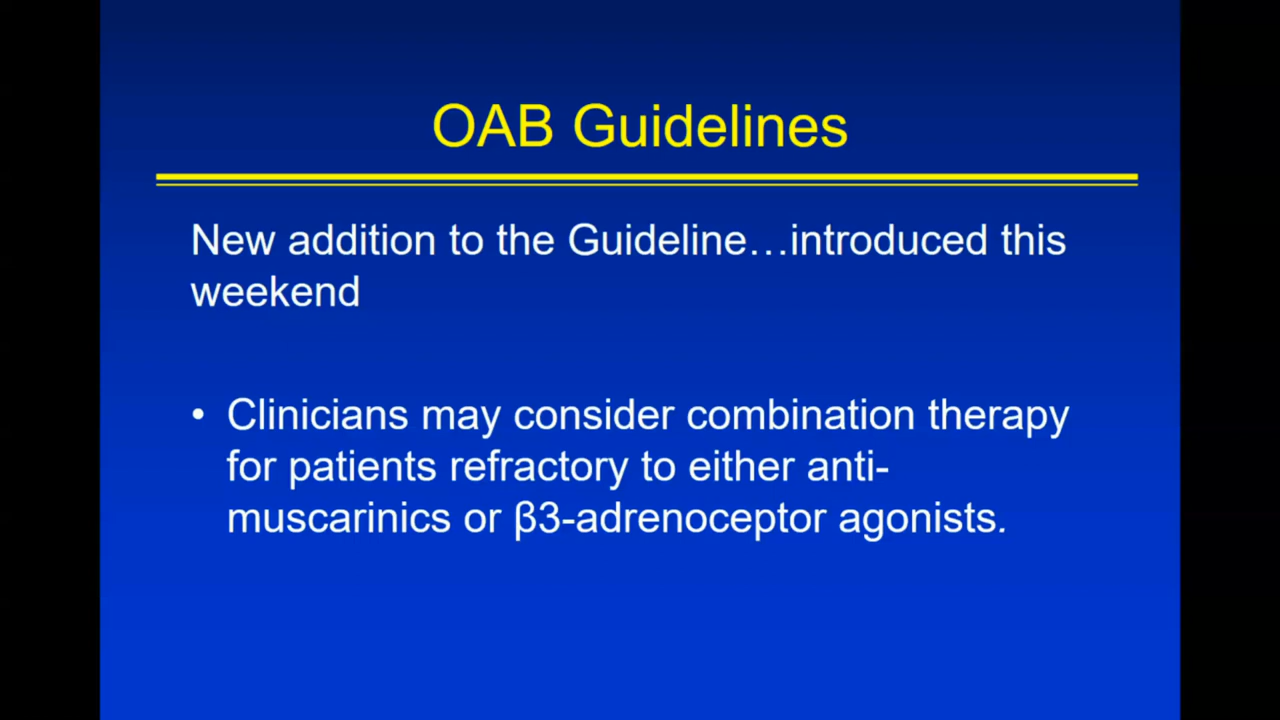 OAB Guidelines
New addition to the Guideline…introduced this
weekend
• Clinicians may consider combination therapy
for patients refractory to either anti-
muscarinics or β3-adrenoceptor agonists.